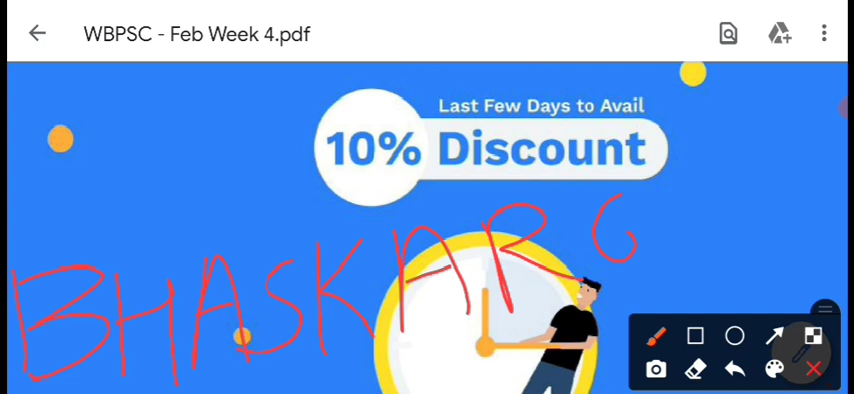 WBPSC - Feb Week 4.pdf
Last Few Days to Avail
10% Discount
BHASKAR G